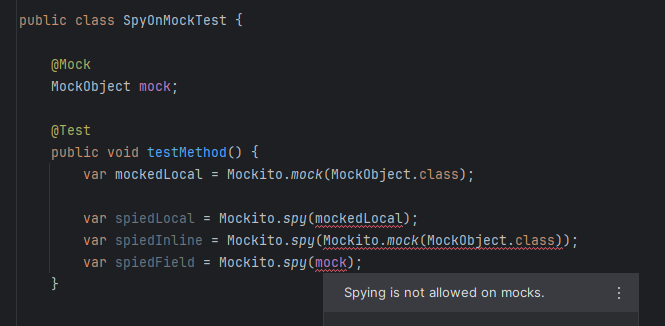 public class SpyOnMockTest {
@Mock
MockObject mock;
@Test
public void testMethod() {
var mockedLocal = Mockito.mock(MockObject.class);
var spiedLocal = Mockito.spy(mockedLocal);
var spiedInline = Mockito.spy(Mockito.mock(MockObject.class));
var spiedField = Mockito.spy(mock);
}
Spying is not allowed on mocks.